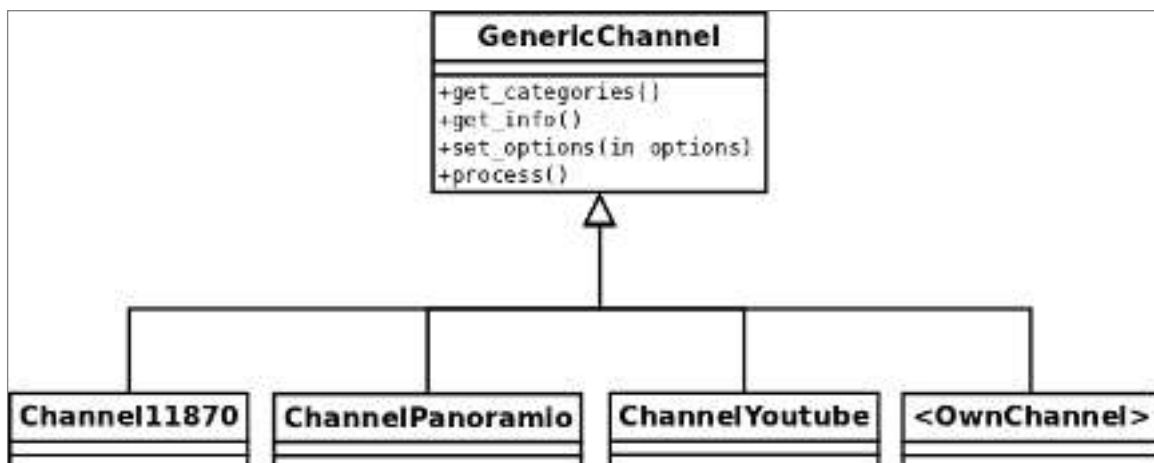 GenericChannel
+get_categories()
+get_info()
+set_options(in options)
+process()
Channel11870
ChannelPanoramio
ChannelYoutube
<OwnChannel>